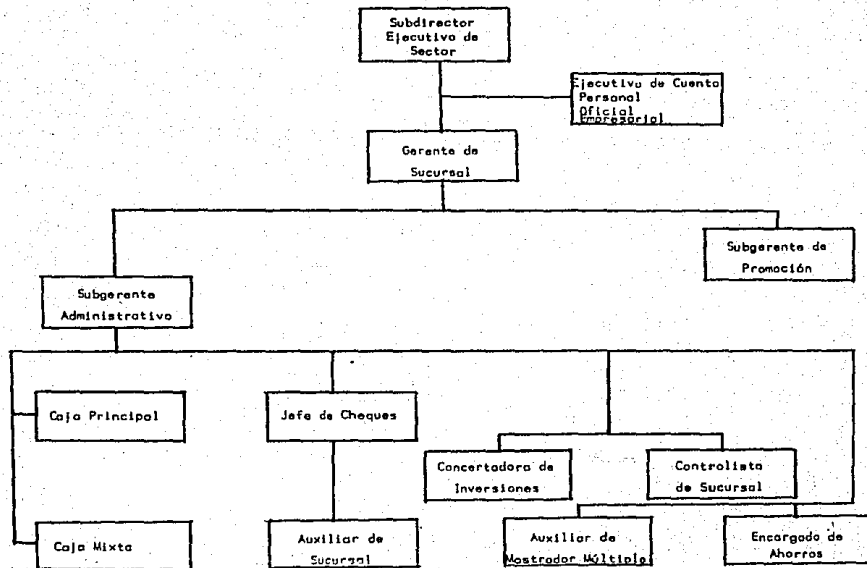 Subdirector
Ejecutivo de
Sector
Ejecutivo de Cuenta
Personal
Oficial
Empresarial
Gerente de
Sucursal
Subgerente de
Promoción
Subgerente
Administrativo
Caja Principal
Jefe de Cheques
Concertadora de
Inversiones
Controlista
de Sucursal
Caja Mixta
Auxiliar de
Sucursal
Auxiliar de
Mostrador Múltiple
Encargado de
Ahorros